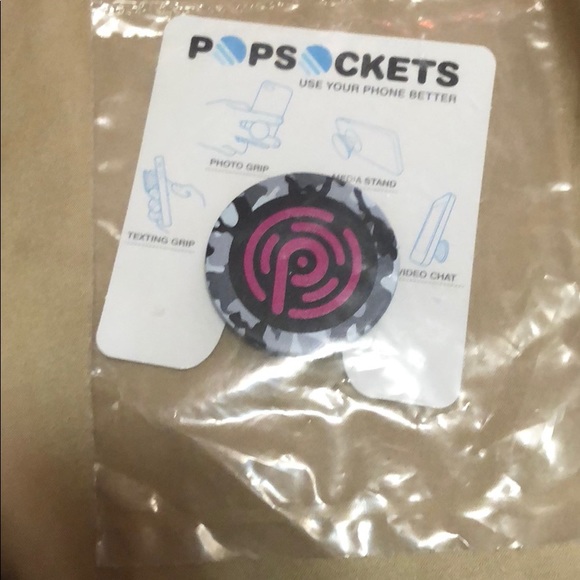 POPSOCKETS
USE YOUR PHONE BETTER
PHOTO GRIP
MEDIA STAND
TEXTING GRIP
VIDEO CHAT
P